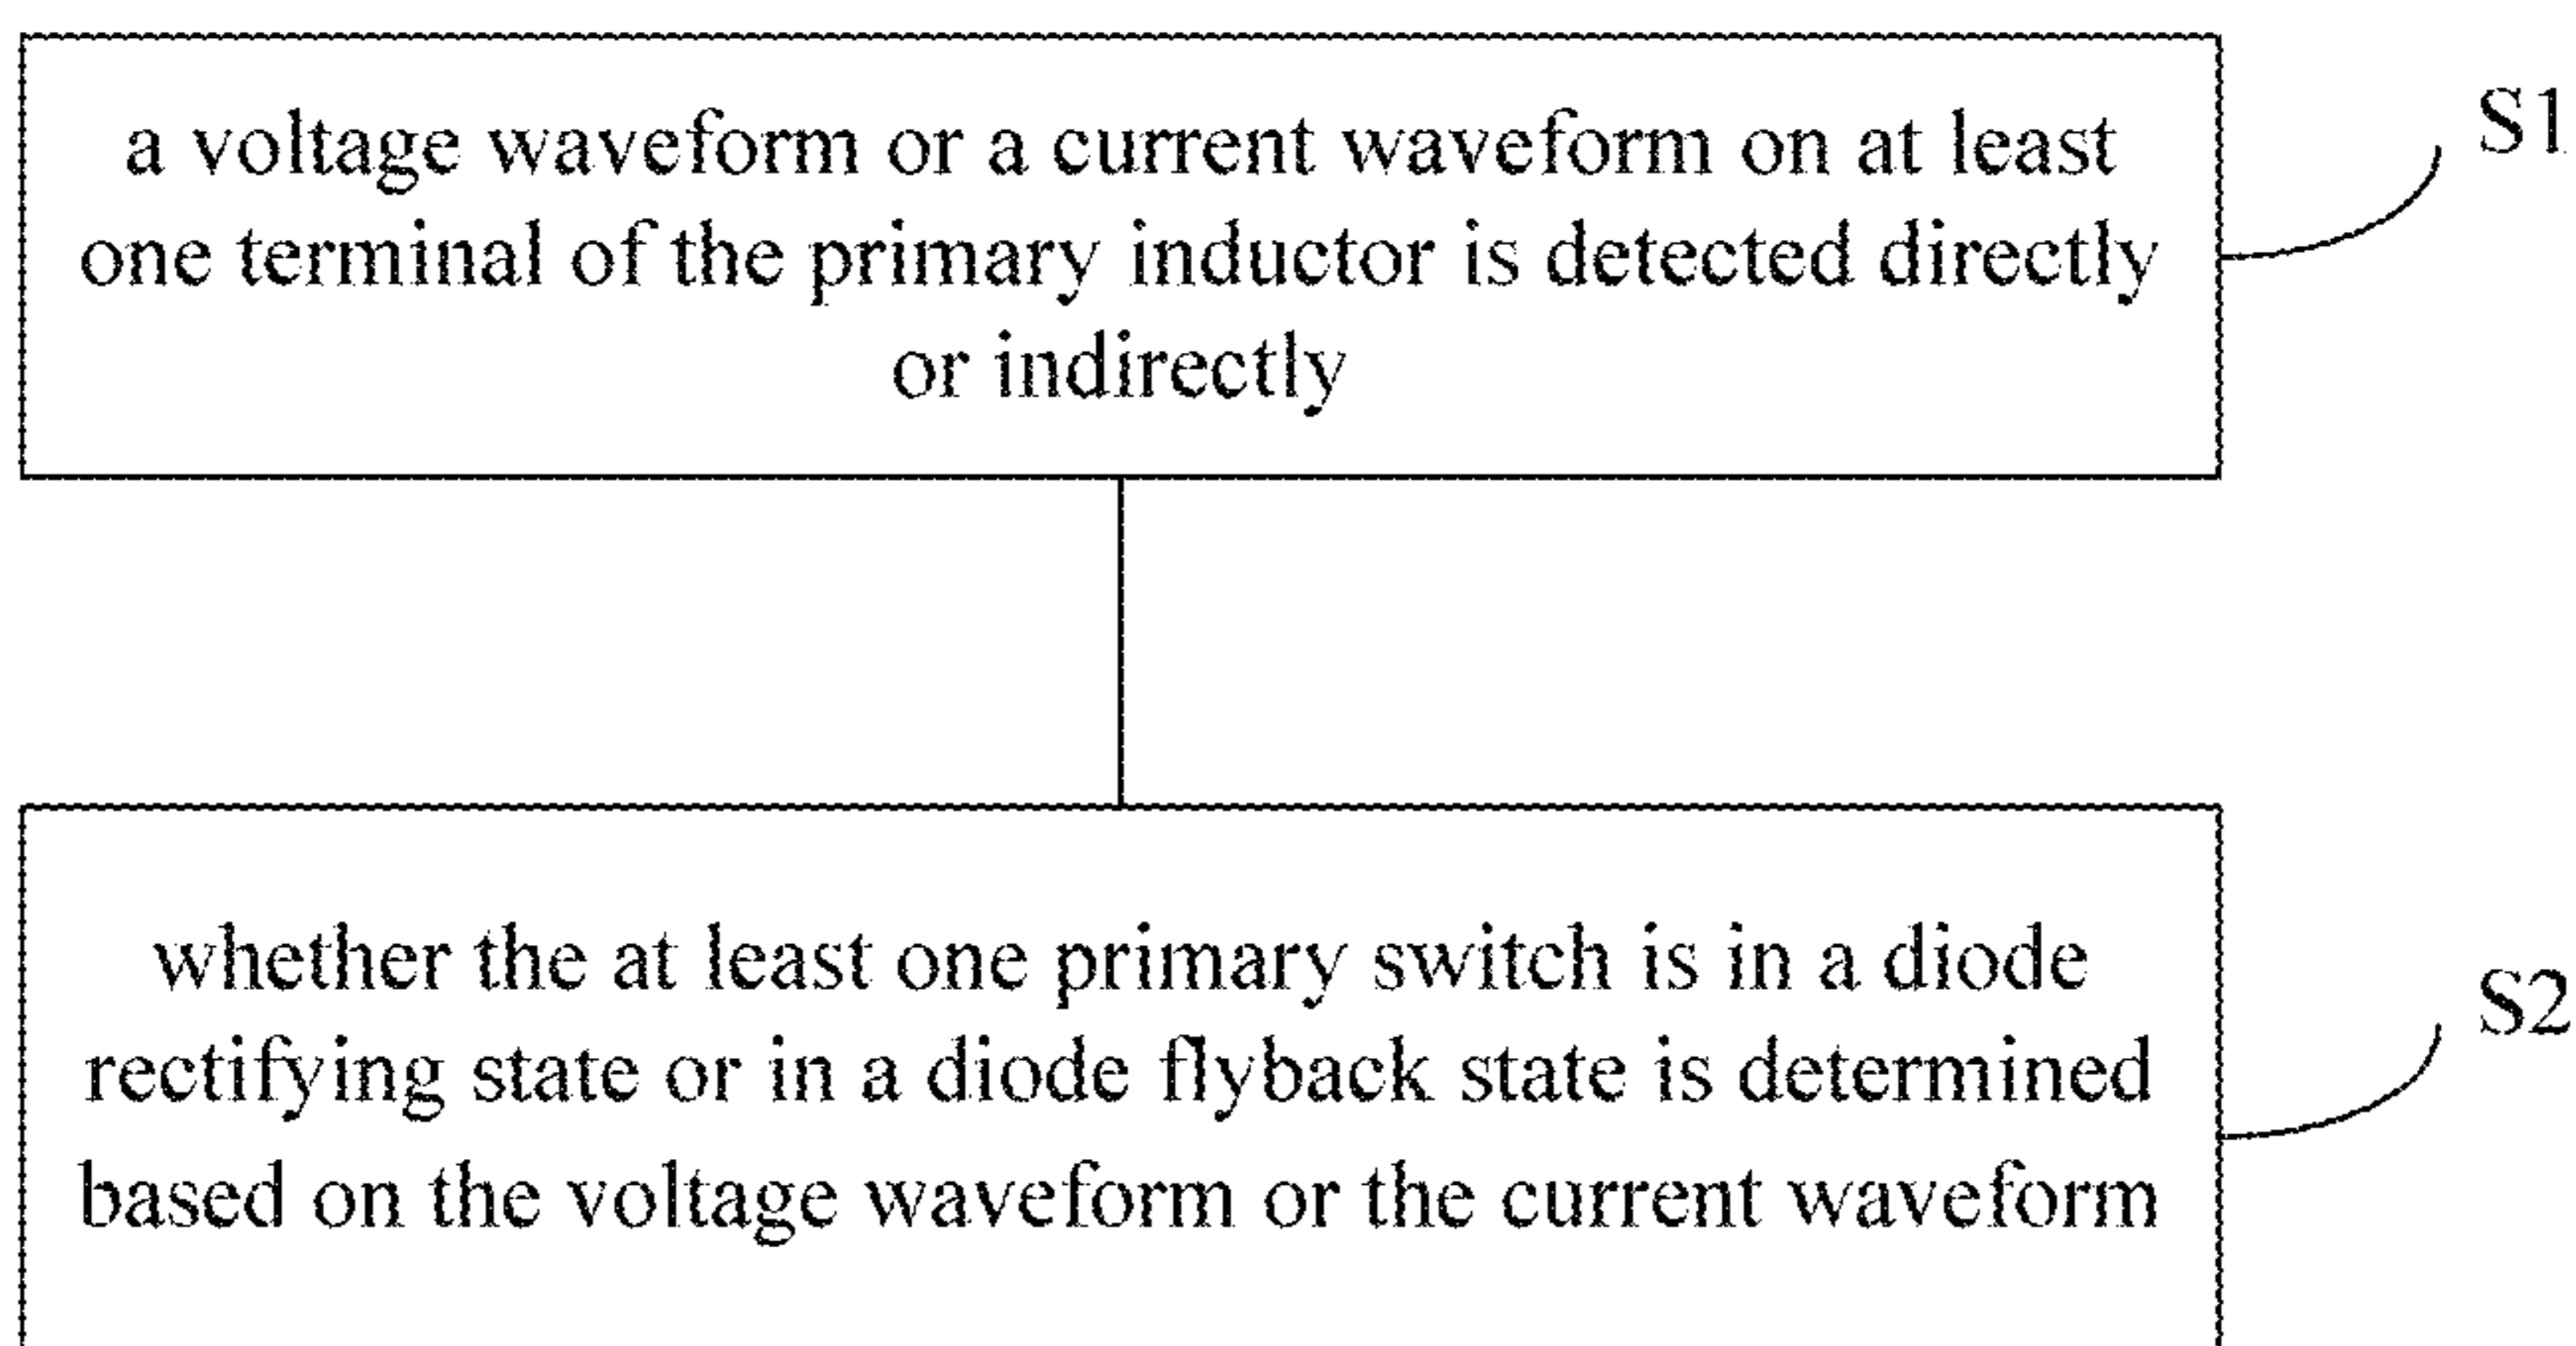 a voltage waveform or a current waveform on at least
one terminal of the primary inductor is detected directly
or indirectly
S1
whether the at least one primary switch is in a diode
rectifying state or in a diode flyback state is determined
based on the voltage waveform or the current waveform
S2